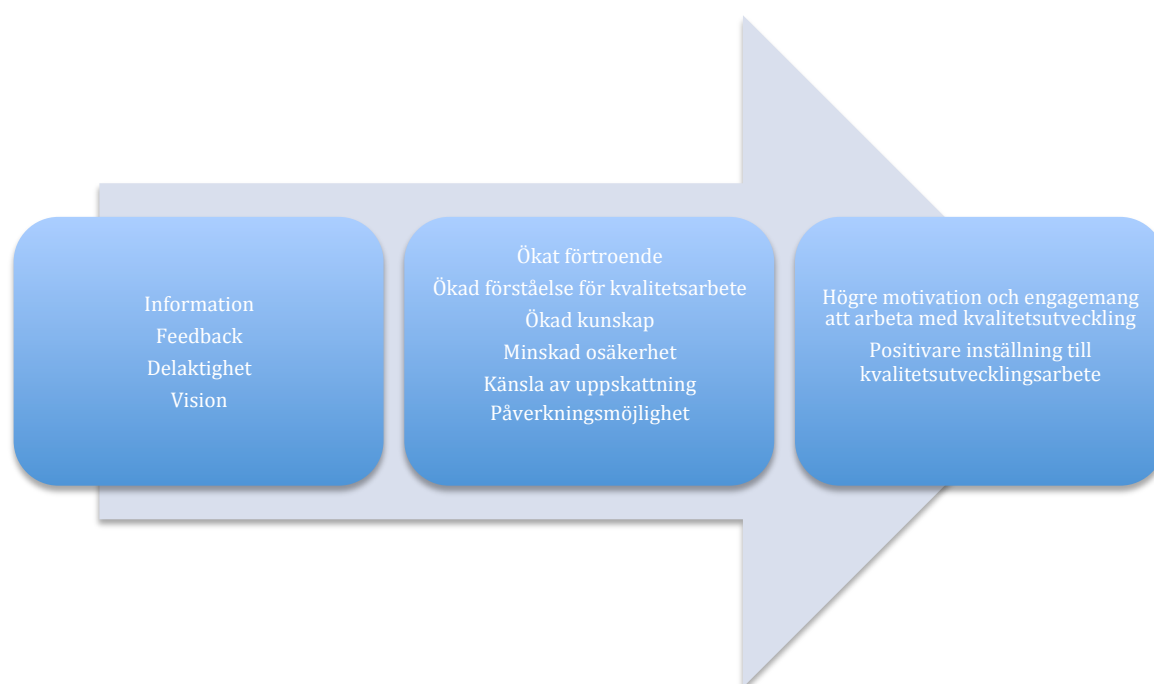 Information
Feedback
Delaktighet
Vision
Ökat förtroende
Ökad förståelse för kvalitetsarbete
Ökad kunskap
Minskad osäkerhet
Känsla av uppskattning
Påverkningsmöjlighet
Högre motivation och engagemang
att arbeta med kvalitetsutveckling
Positivare inställning till
kvalitetsutvecklingsarbete